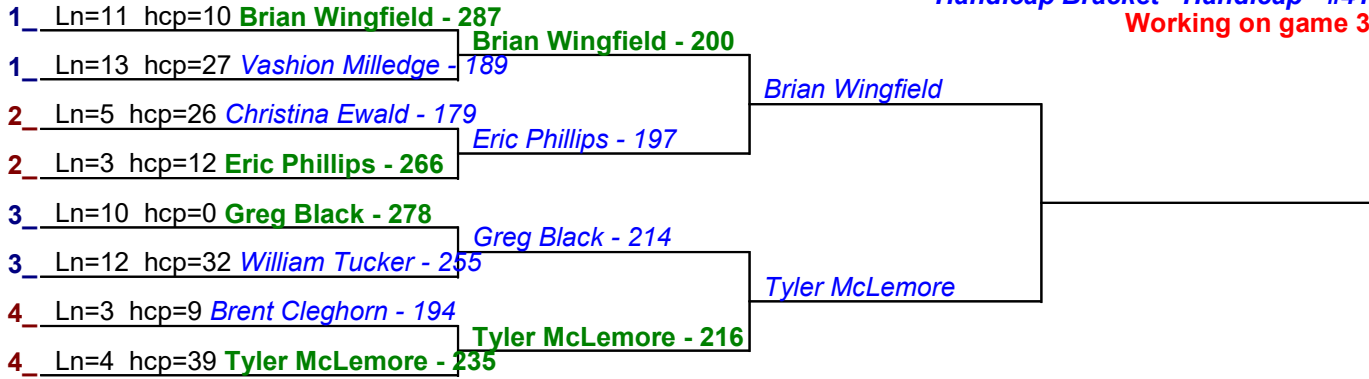 Handicap Bracket - Handicap - #41
Working on game 3
1_ Ln=11 hcp=10 Brian Wingfield - 287
Brian Wingfield - 200
1_ Ln=13 hcp=27 Vashion Milledge - 189
Brian Wingfield
2_ Ln=5 hcp=26 Christina Ewald - 179
Eric Phillips - 197
2_ Ln=3 hcp=12 Eric Phillips - 266
3_ Ln=10 hcp=0 Greg Black - 278
Greg Black - 214
3_ Ln=12 hcp=32 William Tucker - 255
Tyler McLemore
4_ Ln=3 hcp=9 Brent Cleghorn - 194
Tyler McLemore - 216
4_ Ln=4 hcp=39 Tyler McLemore - 235